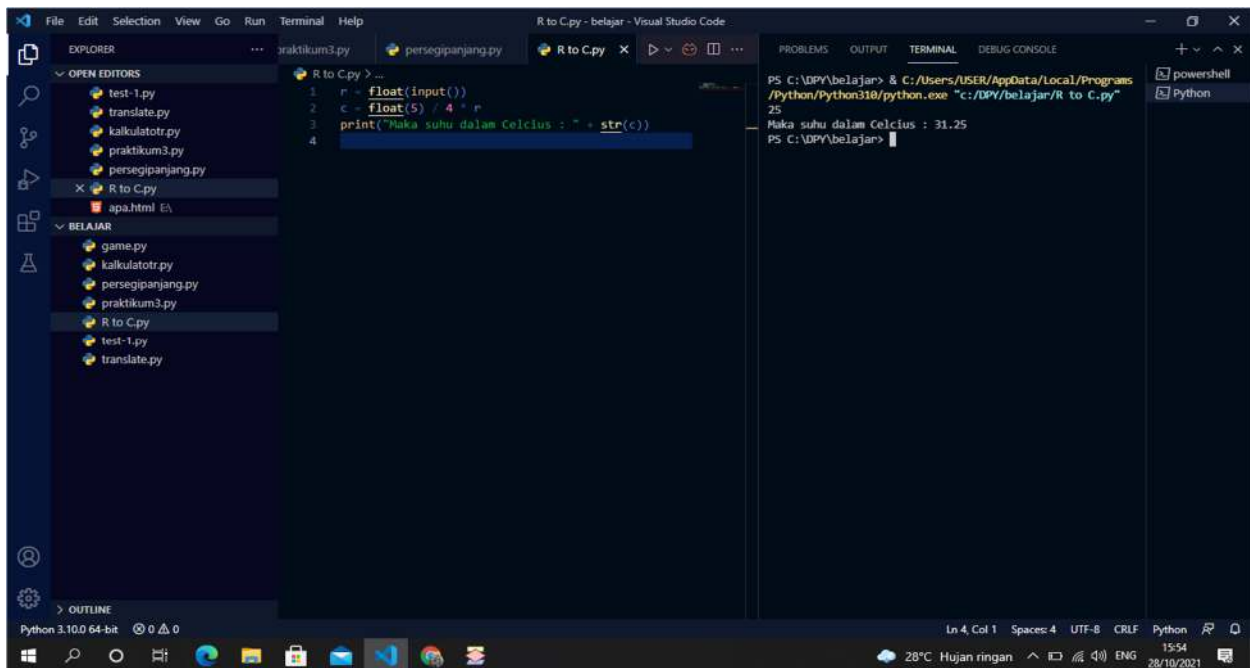 File Edit Selection View Go Run Terminal Help
R to C.py - belajar - Visual Studio Code
EXPLORER
OPEN EDITORS
test-1.py
translate.py
kalkulatotr.py
praktikum3.py
persegipanjang.py
R to C.py
apa.html E:\
BELAJAR
game.py
kalkulatotr.py
persegipanjang.py
praktikum3.py
R to C.py
test-1.py
translate.py
OUTLINE
praktikum3.py persegipanjang.py R to C.py
R to C.py > ...
1 r = float(input())
2 c = float(5) / 4 * r
3 print("Maka suhu dalam Celcius : " + str(c))
4
PROBLEMS OUTPUT TERMINAL DEBUG CONSOLE
PS C:\DPY\belajar> & C:/Users/USER/AppData/Local/Programs
/Python/Python310/python.exe "c:/DPY/belajar/R to C.py"
25
Maka suhu dalam Celcius : 31.25
PS C:\DPY\belajar>
powershell
Python
Python 3.10.0 64-bit 0 0
Ln 4, Col 1 Spaces: 4 UTF-8 CRLF Python
28°C Hujan ringan ENG
15:54
28/10/2021